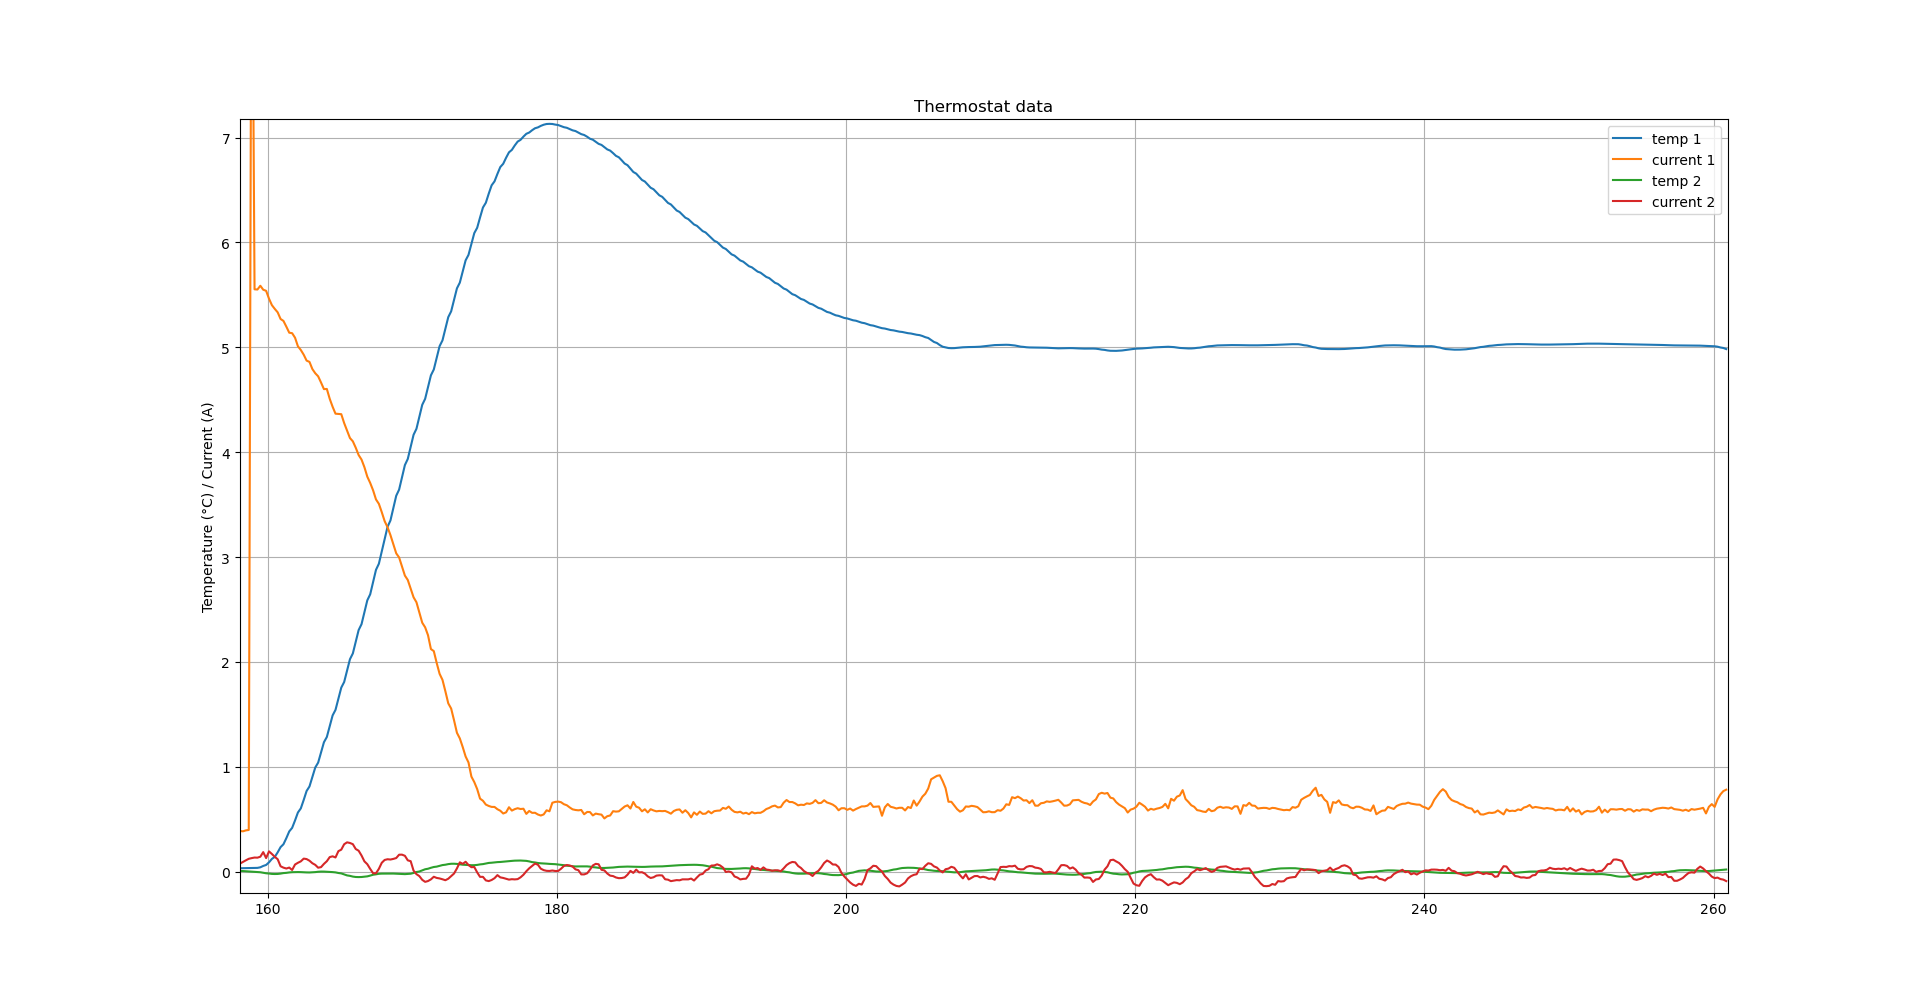 Thermostat data
temp 1
current 1
temp 2
current 2
Temperature (°C) / Current (A)
7
6
5
4
3
2
1
0
160
180
200
220
240
260